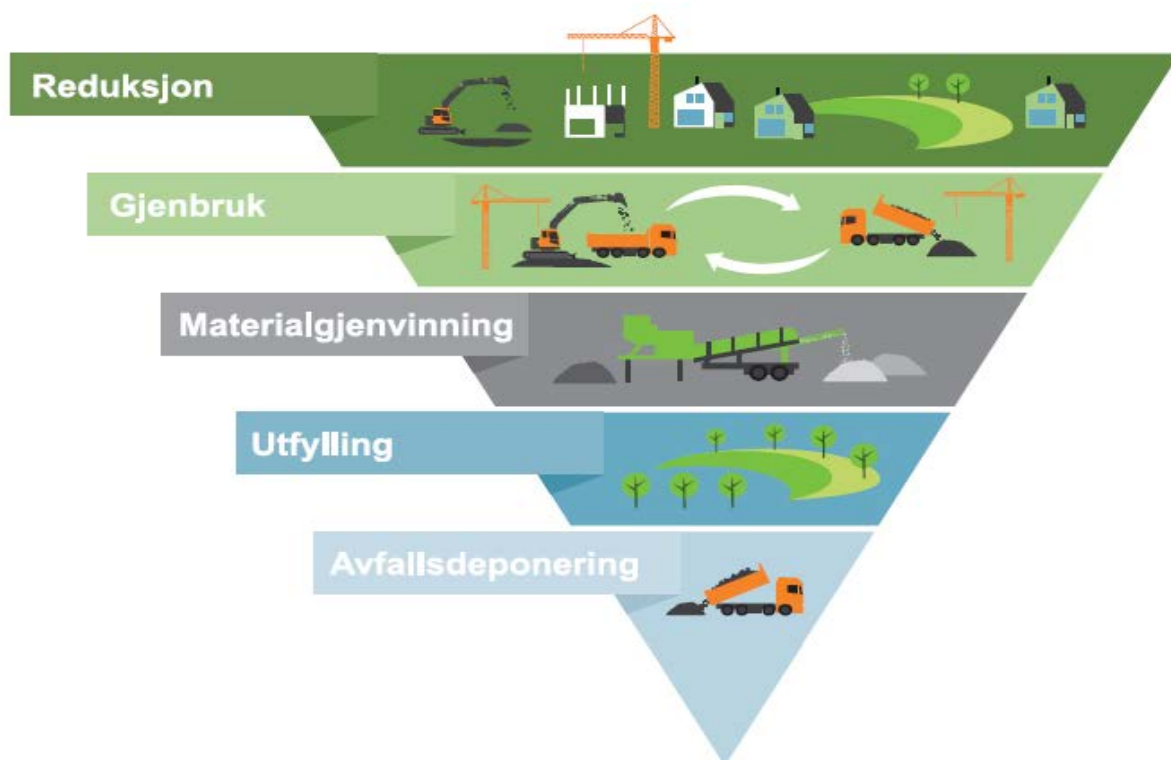 Reduksjon
Gjenbruk
Materialgjenvinning
Utfylling
Avfallsdeponering